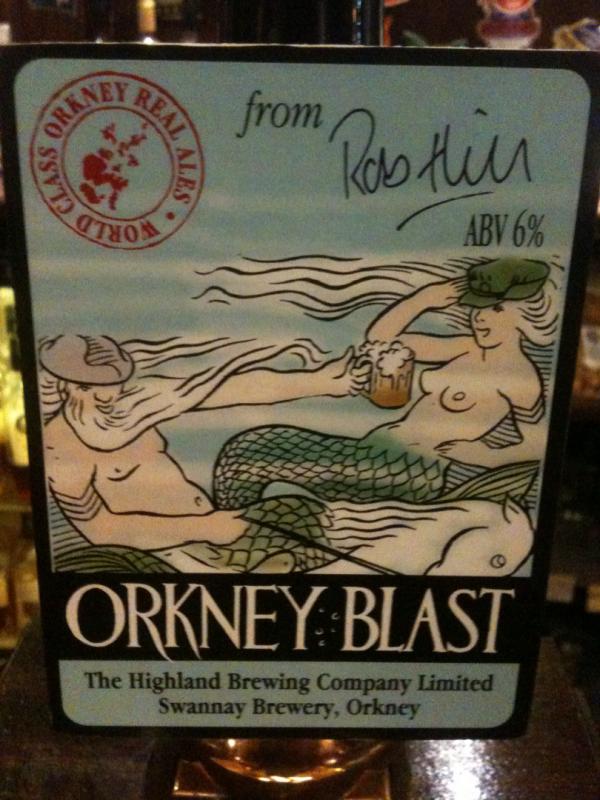 ORKNEY REAL ALES • WORLD CLASS
from Rob Hill
ABV 6%
ORKNEY BLAST
The Highland Brewing Company Limited
Swannay Brewery, Orkney